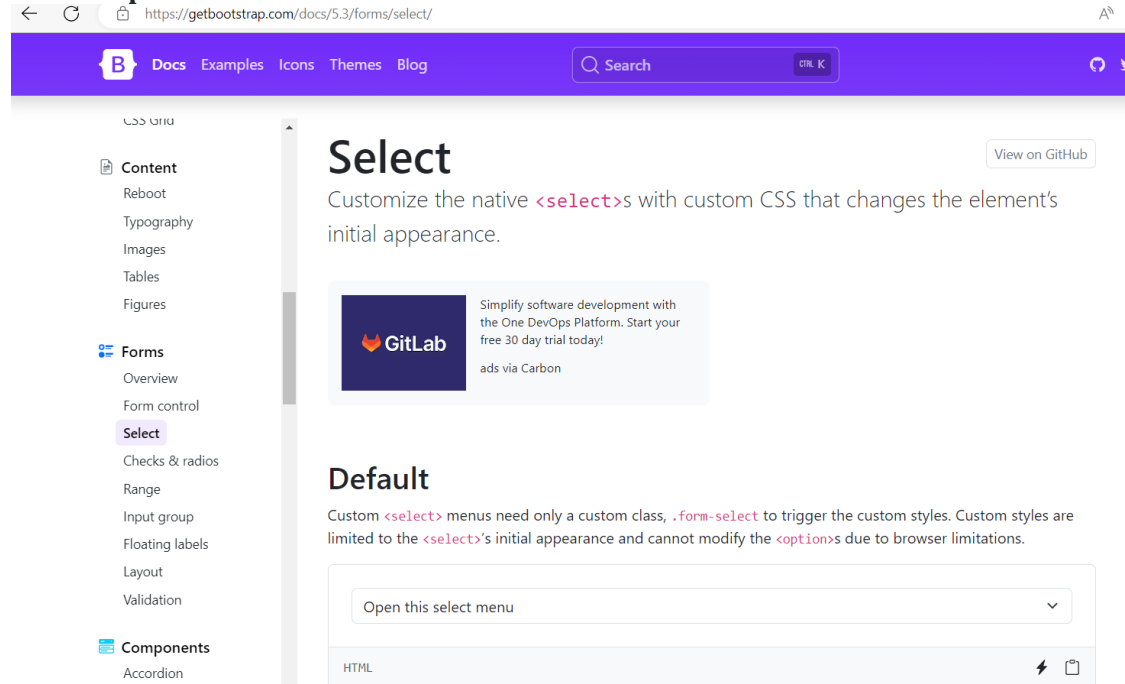 https://getbootstrap.com/docs/5.3/forms/select/
B Docs Examples Icons Themes Blog
Search
CTRL K
CSS Grid
Content
Reboot
Typography
Images
Tables
Figures
Forms
Overview
Form control
Select
Checks & radios
Range
Input group
Floating labels
Layout
Validation
Components
Accordion
Select
View on GitHub
Customize the native <select>s with custom CSS that changes the element’s
initial appearance.
GitLab
Simplify software development with
the One DevOps Platform. Start your
free 30 day trial today!
ads via Carbon
Default
Custom <select> menus need only a custom class, .form-select to trigger the custom styles. Custom styles are
limited to the <select>’s initial appearance and cannot modify the <option>s due to browser limitations.
Open this select menu
HTML